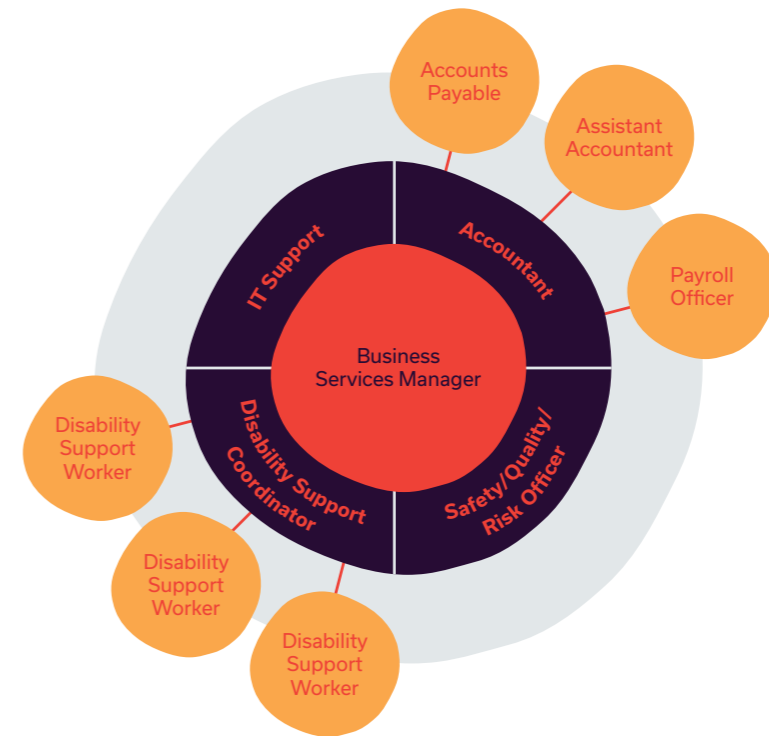 Accounts
Payable
Assistant
Accountant
Payroll
Officer
IT Support
Accountant
Business
Services Manager
Disability Support
Coordinator
Safety/Quality/
Risk Officer
Disability
Support
Worker
Disability
Support
Worker
Disability
Support
Worker